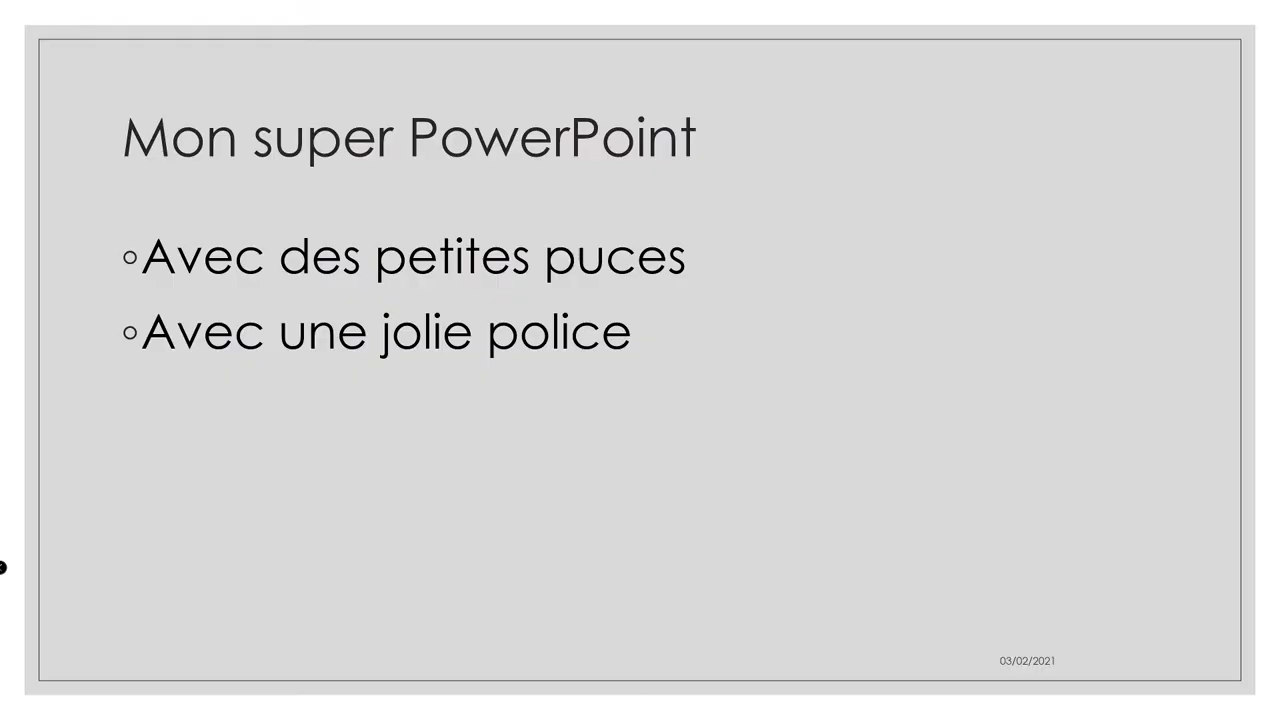 Mon super PowerPoint
◦Avec des petites puces
◦Avec une jolie police
03/02/2021